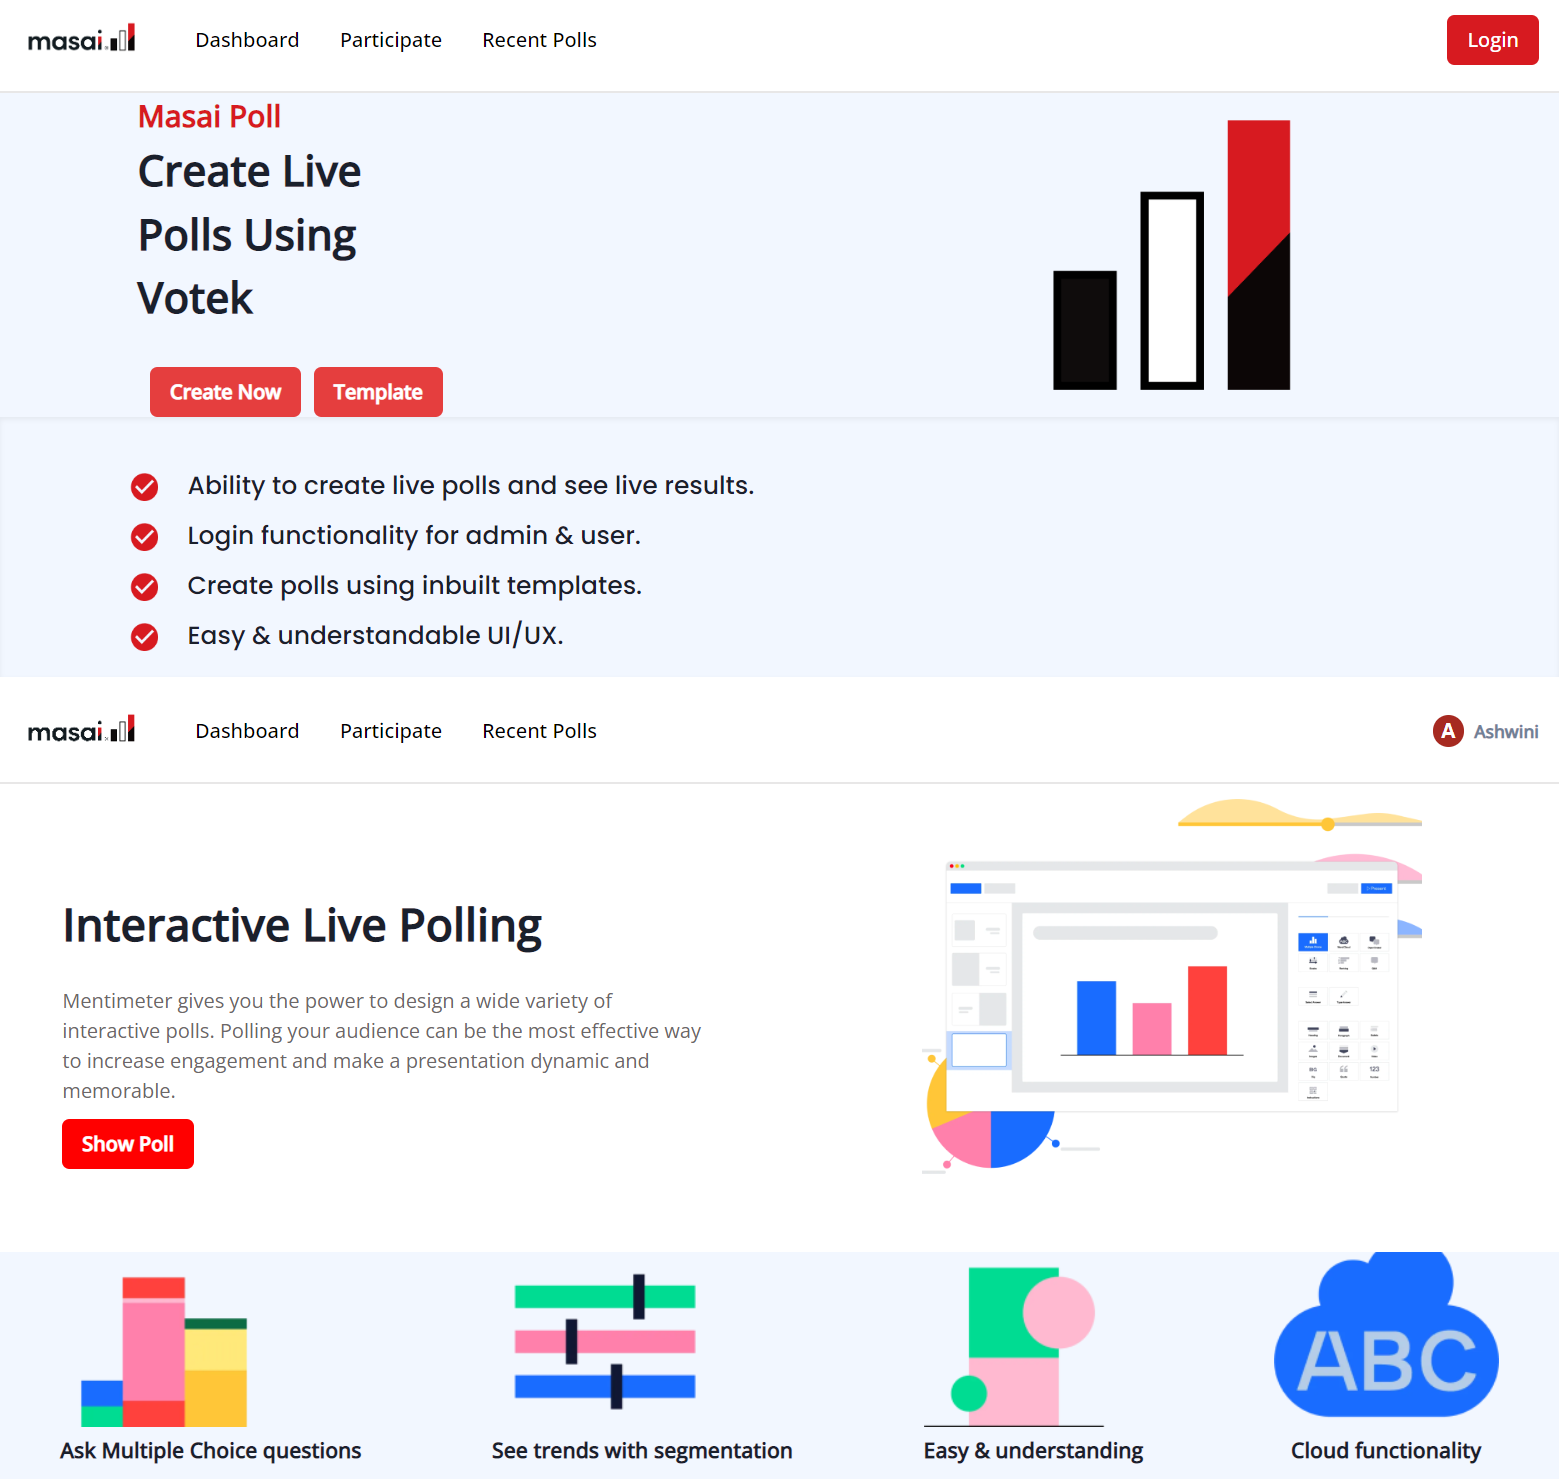 masai.
Dashboard Participate Recent Polls
Login
Masai Poll
Create Live
Polls Using
Votek
Create Now Template
Ability to create live polls and see live results.
Login functionality for admin & user.
Create polls using inbuilt templates.
Easy & understandable UI/UX.
masai.
Dashboard Participate Recent Polls
A Ashwini
Interactive Live Polling
Mentimeter gives you the power to design a wide variety of
interactive polls. Polling your audience can be the most effective way
to increase engagement and make a presentation dynamic and
memorable.
Show Poll
123
ABC
Ask Multiple Choice questions
See trends with segmentation
Easy & understanding
Cloud functionality